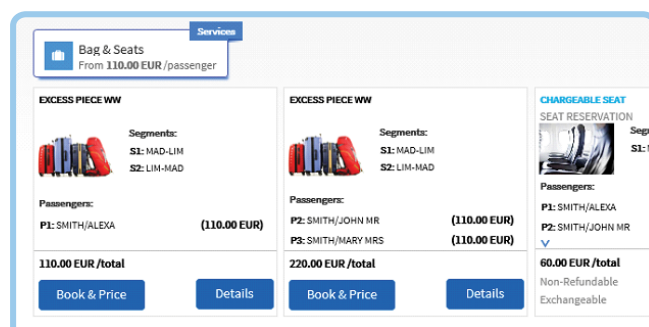 Services
Bag & Seats
From 110.00 EUR /passenger
EXCESS PIECE WW
Segments:
S1: MAD-LIM
S2: LIM-MAD
Passengers:
P1: SMITH/ALEXA (110.00 EUR)
110.00 EUR /total
Book & Price Details
EXCESS PIECE WW
Segments:
S1: MAD-LIM
S2: LIM-MAD
Passengers:
P2: SMITH/JOHN MR (110.00 EUR)
P3: SMITH/MARY MRS (110.00 EUR)
220.00 EUR /total
Book & Price Details
CHARGEABLE SEAT
SEAT RESERVATION
S1:
Passengers:
P1: SMITH/ALEXA
P2: SMITH/JOHN MR
60.00 EUR /total
Non-Refundable
Exchangeable